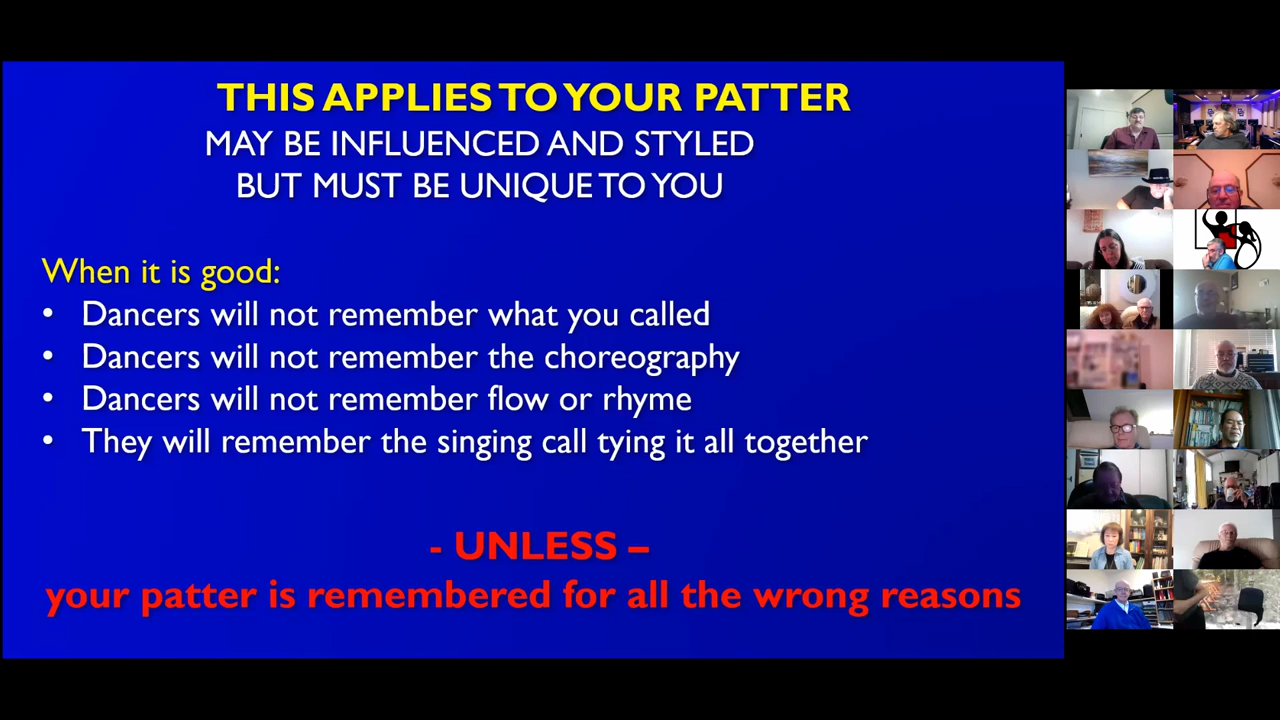 THIS APPLIES TO YOUR PATTER
MAY BE INFLUENCED AND STYLED
BUT MUST BE UNIQUE TO YOU
When it is good:
• Dancers will not remember what you called
• Dancers will not remember the choreography
• Dancers will not remember flow or rhyme
• They will remember the singing call tying it all together
- UNLESS –
your patter is remembered for all the wrong reasons